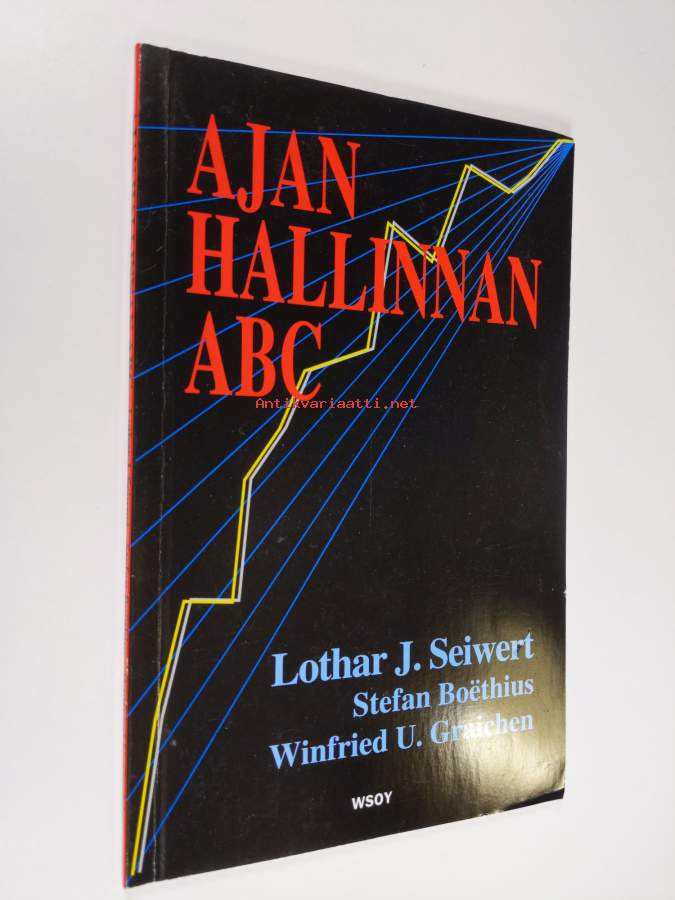 AJAN
HALLINNAN
ABC
Antikvariaatti.net
Lothar J. Seiwert
Stefan Boëthius
Winfried U. Graichen
WSOY